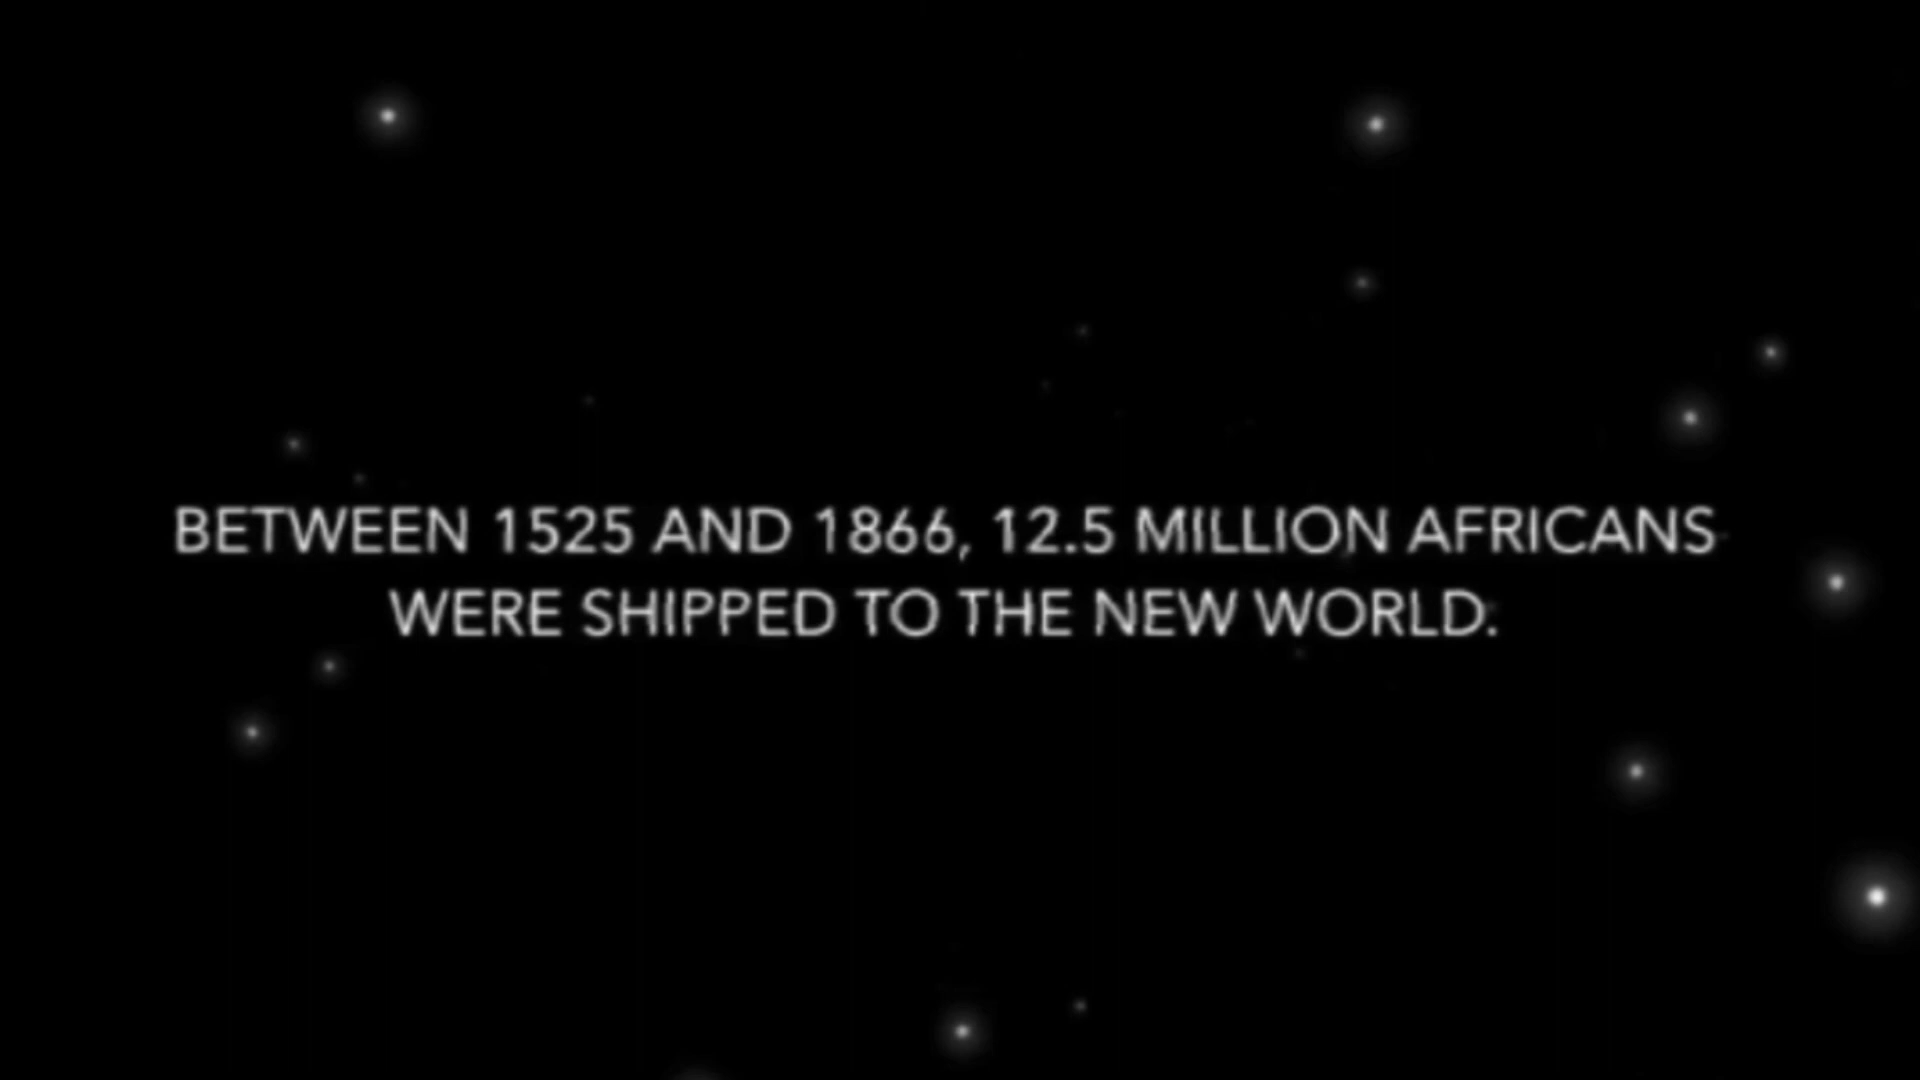 BETWEEN 1525 AND 1866, 12.5 MILLION AFRICANS
WERE SHIPPED TO THE NEW WORLD.